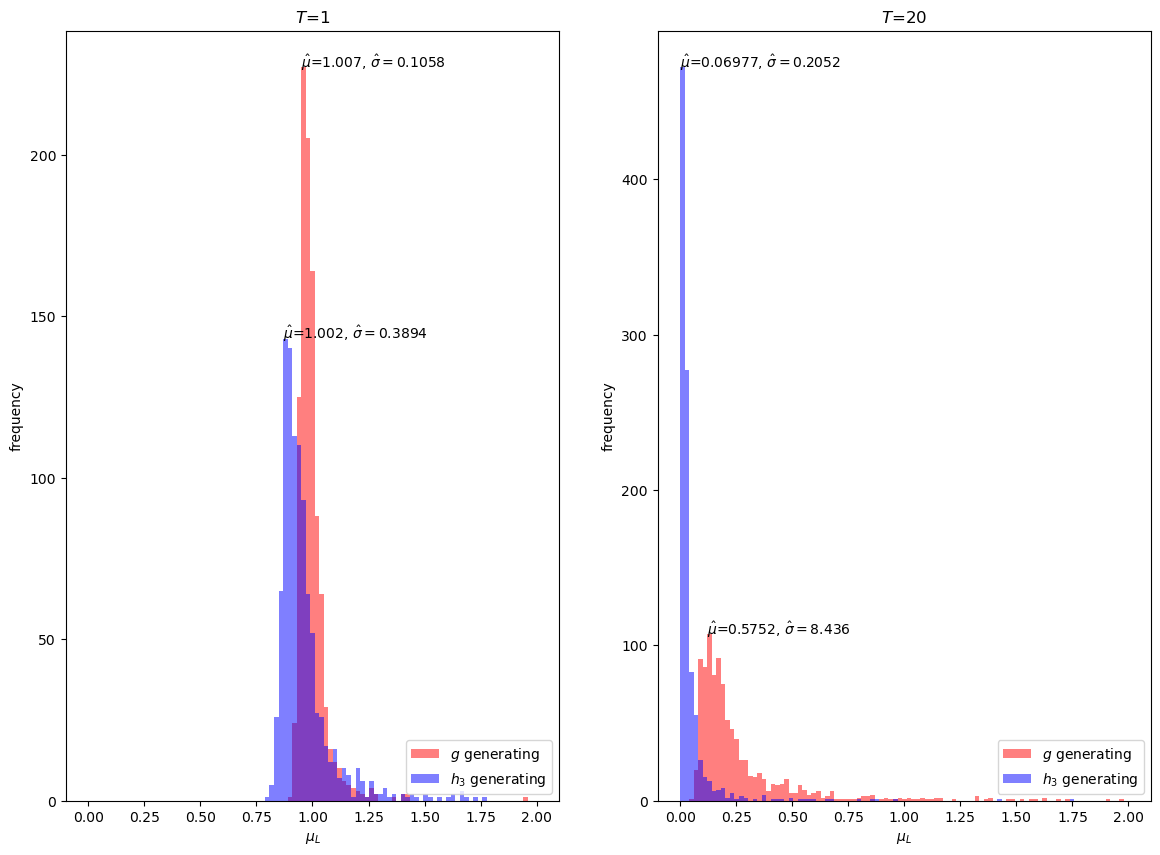 T=1
μ̂=1.007, σ̂ = 0.1058
μ̂=1.002, σ̂ = 0.3894
frequency
200
150
100
50
0
0.00 0.25 0.50 0.75 1.00 1.25 1.50 1.75 2.00
μ_L
g generating
h₃ generating
T=20
μ̂=0.06977, σ̂ = 0.2052
μ̂=0.5752, σ̂ = 8.436
frequency
400
300
200
100
0
0.00 0.25 0.50 0.75 1.00 1.25 1.50 1.75 2.00
μ_L
g generating
h₃ generating